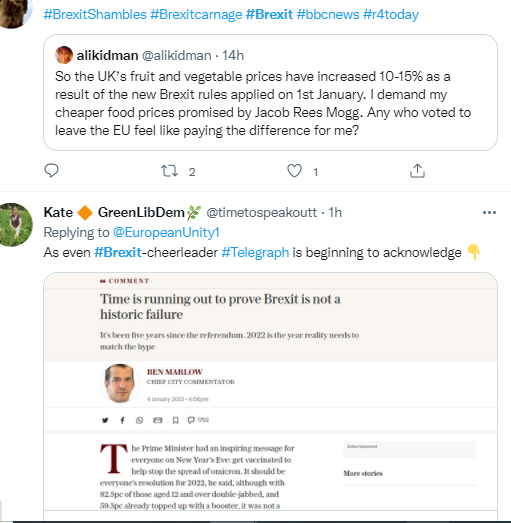 #BrexitShambles #Brexitcarnage #Brexit #bbcnews #r4today
alikidman @alikidman · 14h
So the UK's fruit and vegetable prices have increased 10-15% as a
result of the new Brexit rules applied on 1st January. I demand my
cheaper food prices promised by Jacob Rees Mogg. Any who voted to
leave the EU feel like paying the difference for me?
2
1
Kate 🔶 GreenLibDem🌿 @timetospeakoutt · 1h
Replying to @EuropeanUnity1
As even #Brexit-cheerleader #Telegraph is beginning to acknowledge 👇
COMMENT
Time is running out to prove Brexit is not a
historic failure
It's been five years since the referendum. 2022 is the year reality needs to
match the hype
BEN MARLOW
CHIEF CITY COMMENTATOR
4 January 2022 • 4:00pm
1702
The Prime Minister had an inspiring message for
everyone on New Year's Eve: get vaccinated to
help stop the spread of omicron. It should be
everyone's resolution for 2022, he said, although with
82.5pc of those aged 12 and over double-jabbed, and
59.3pc already topped up with a booster, it was not a
Advertisement
More stories